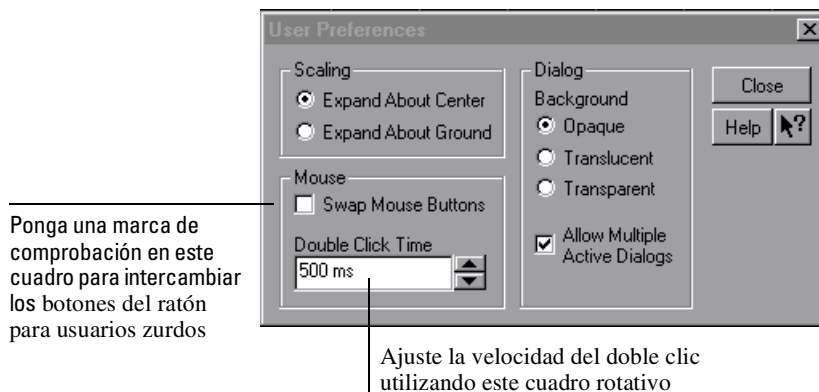 User Preferences
Scaling
Expand About Center
Expand About Ground
Mouse
Swap Mouse Buttons
Double Click Time
500 ms
Dialog
Background
Opaque
Translucent
Transparent
Allow Multiple
Active Dialogs
Close
Help
?
Ponga una marca de
comprobación en este
cuadro para intercambiar
los botones del ratón
para usuarios zurdos
Ajuste la velocidad del doble clic
utilizando este cuadro rotativo